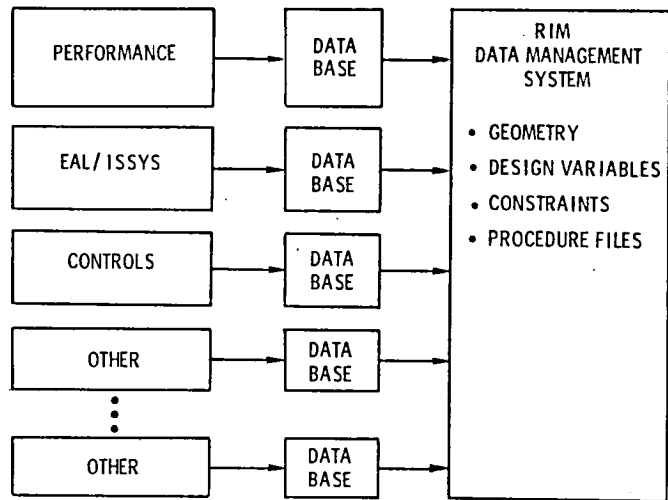 PERFORMANCE
DATA
BASE
EAL/ISSYS
DATA
BASE
CONTROLS
DATA
BASE
OTHER
DATA
BASE
OTHER
DATA
BASE
RIM
DATA MANAGEMENT
SYSTEM
• GEOMETRY
• DESIGN VARIABLES
• CONSTRAINTS
• PROCEDURE FILES